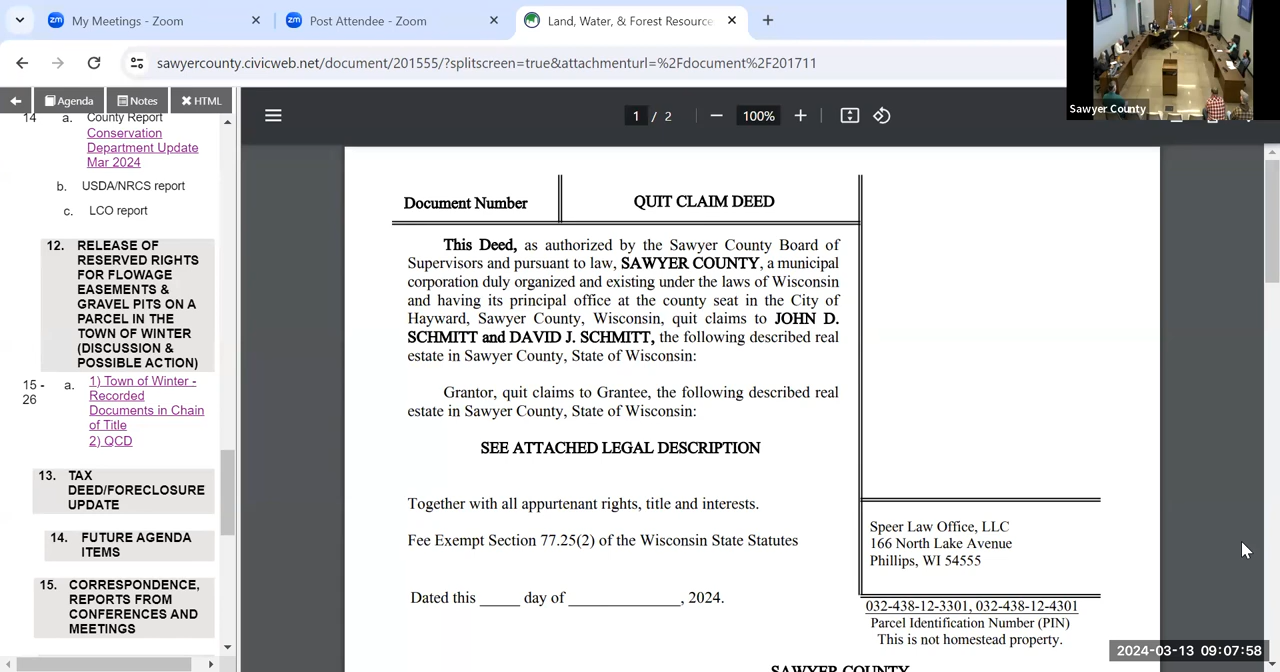 My Meetings - Zoom
Post Attendee - Zoom
Land, Water, & Forest Resource
sawyercounty.civicweb.net/document/201555/?splitscreen=true&attachmenturl=%2Fdocument%2F201711
Sawyer County
Agenda
Notes
HTML
1 / 2
100%
14 a. County Report
Conservation
Department Update
Mar 2024
b. USDA/NRCS report
c. LCO report
12. RELEASE OF
RESERVED RIGHTS
FOR FLOWAGE
EASEMENTS &
GRAVEL PITS ON A
PARCEL IN THE
TOWN OF WINTER
(DISCUSSION &
POSSIBLE ACTION)
15 -
26
a. 1) Town of Winter -
Recorded
Documents in Chain
of Title
2) QCD
13. TAX
DEED/FORECLOSURE
UPDATE
14. FUTURE AGENDA
ITEMS
15. CORRESPONDENCE,
REPORTS FROM
CONFERENCES AND
MEETINGS
Document Number
QUIT CLAIM DEED
This Deed, as authorized by the Sawyer County Board of
Supervisors and pursuant to law, SAWYER COUNTY, a municipal
corporation duly organized and existing under the laws of Wisconsin
and having its principal office at the county seat in the City of
Hayward, Sawyer County, Wisconsin, quit claims to JOHN D.
SCHMITT and DAVID J. SCHMITT, the following described real
estate in Sawyer County, State of Wisconsin:
Grantor, quit claims to Grantee, the following described real
estate in Sawyer County, State of Wisconsin:
SEE ATTACHED LEGAL DESCRIPTION
Together with all appurtenant rights, title and interests.
Fee Exempt Section 77.25(2) of the Wisconsin State Statutes
Dated this _____ day of ______________, 2024.
Speer Law Office, LLC
166 North Lake Avenue
Phillips, WI 54555
032-438-12-3301, 032-438-12-4301
Parcel Identification Number (PIN)
This is not homestead property.
SAWYER COUNTY
2024-03-13 09:07:58